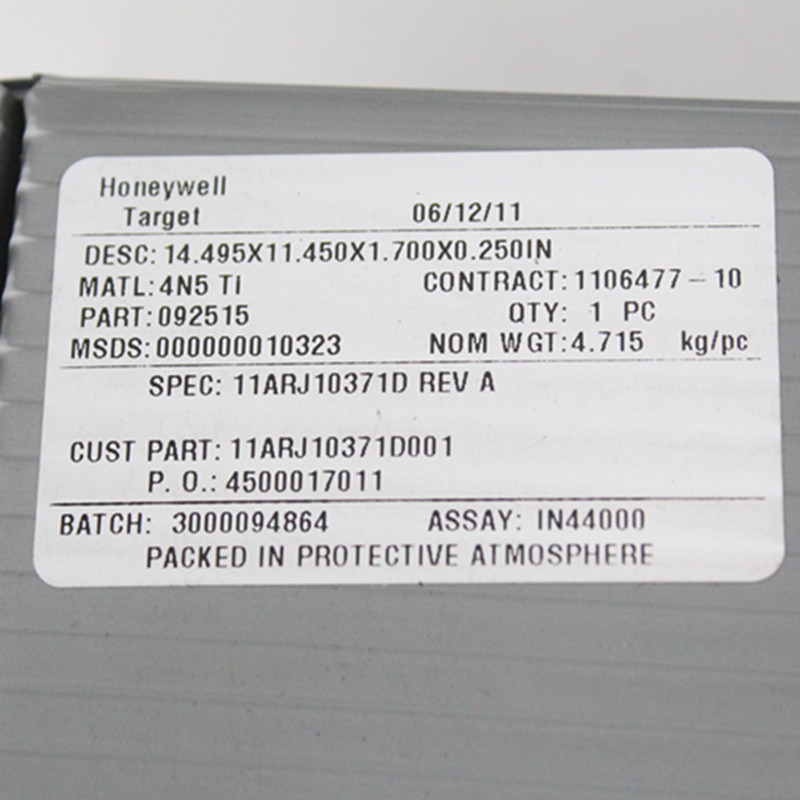 Honeywell
Target 06/12/11
DESC: 14.495X11.450X1.700X0.250IN
MATL: 4N5 TI CONTRACT: 1106477-10
PART: 092515 QTY: 1 PC
MSDS: 000000010323 NOM WGT: 4.715 kg/pc
SPEC: 11ARJ10371D REV A
CUST PART: 11ARJ10371D001
P. O.: 4500017011
BATCH: 3000094864 ASSAY: IN44000
PACKED IN PROTECTIVE ATMOSPHERE